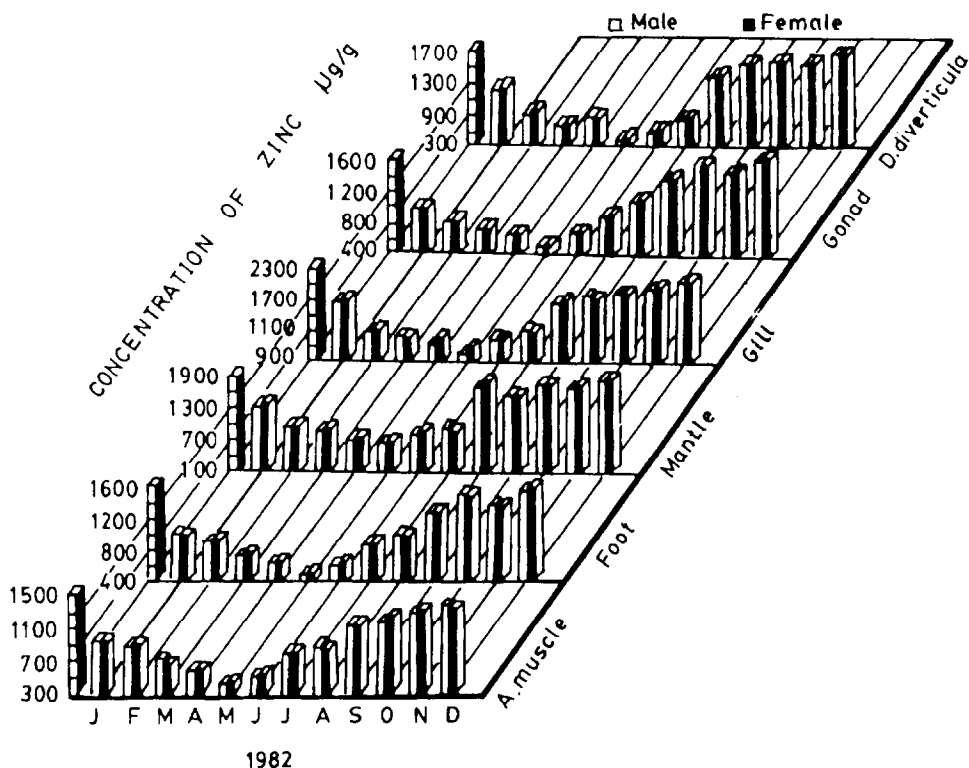 Male Female
CONCENTRATION OF ZINC µg/g
1700
1300
900
300
D.diverticula
1600
1200
800
400
Gonad
2300
1700
1100
900
Gill
1900
1300
700
100
Mantle
1600
1200
800
400
Foot
1500
1100
700
300
A.muscle
J F M A M J J A S O N D
1982